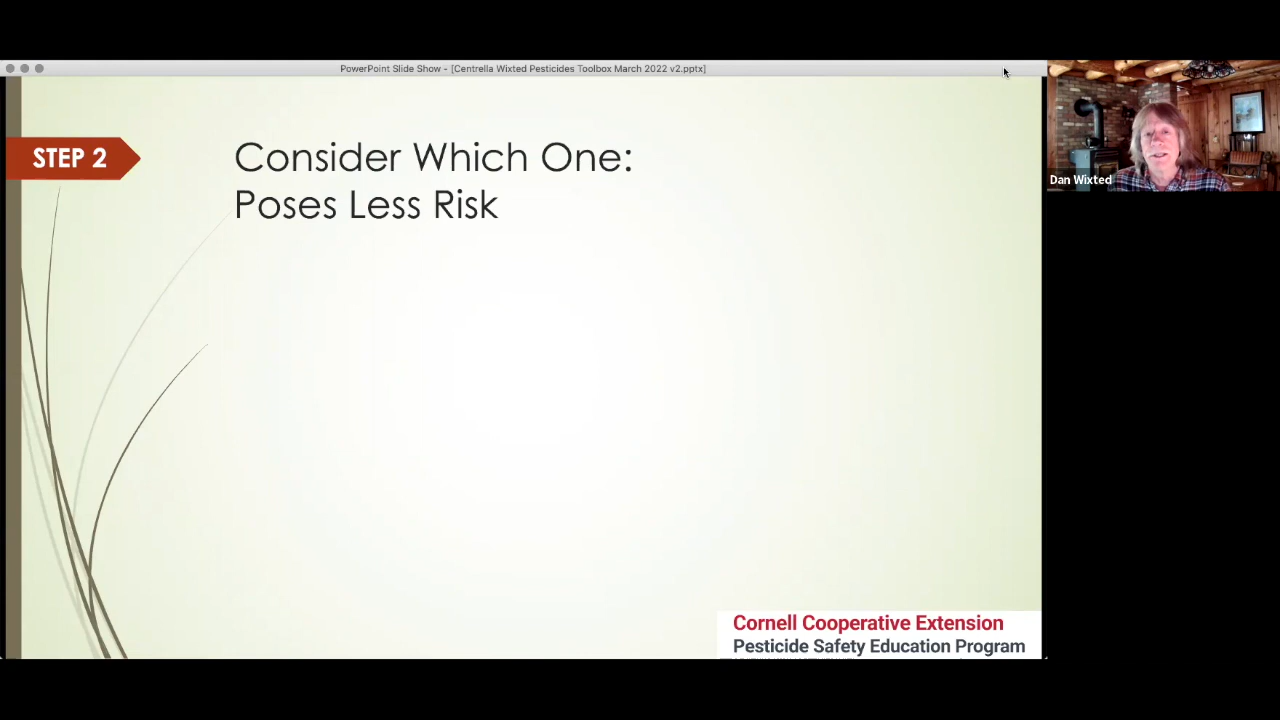 PowerPoint Slide Show - [Centrella Wixted Pesticides Toolbox March 2022 v2.pptx]
STEP 2
Consider Which One:
Poses Less Risk
Dan Wixted
Cornell Cooperative Extension
Pesticide Safety Education Program